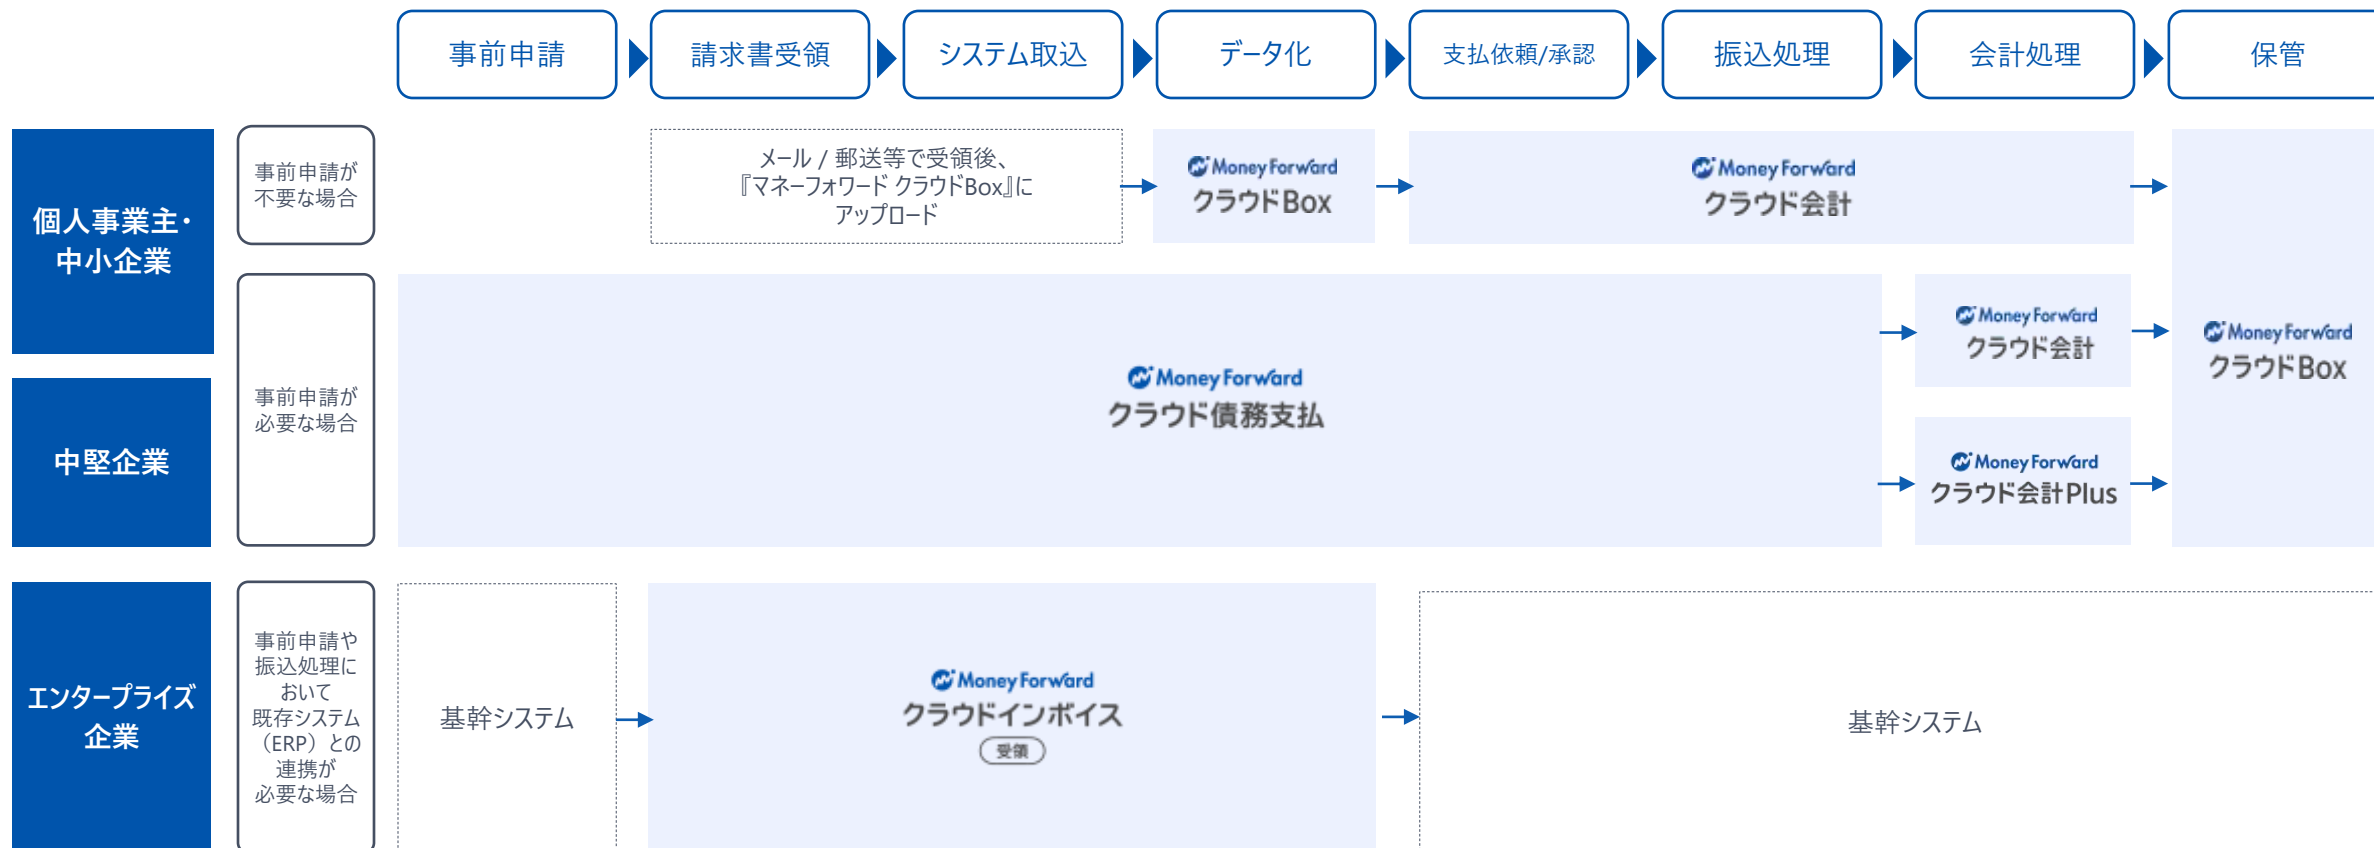 事前申請
請求書受領
システム取込
データ化
支払依頼/承認
振込処理
会計処理
保管
個人事業主・
中小企業
事前申請が
不要な場合
メール / 郵送等で受領後、
『マネーフォワード クラウドBox』に
アップロード
Money Forward
クラウドBox
Money Forward
クラウド会計
中堅企業
事前申請が
必要な場合
Money Forward
クラウド債務支払
Money Forward
クラウド会計
Money Forward
クラウド会計Plus
Money Forward
クラウドBox
エンタープライズ
企業
事前申請や
振込処理に
おいて
既存システム
（ERP）との
連携が
必要な場合
基幹システム
Money Forward
クラウドインボイス
受領
基幹システム